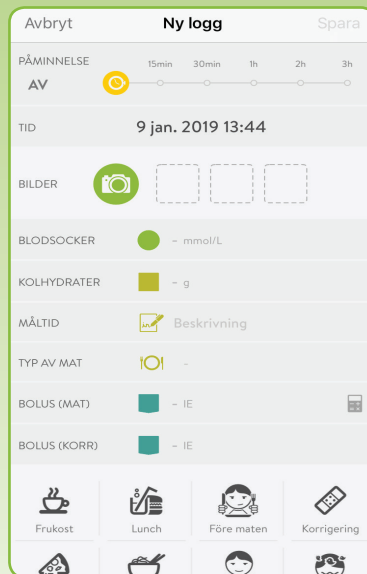 Avbryt Ny logg Spara
PÅMINNELSE 15min 30min 1h 2h 3h
AV
TID 9 jan. 2019 13:44
BILDER
BLODSOCKER – mmol/L
KOLHYDRATER – g
MÅLTID Beskrivning
TYP AV MAT -
BOLUS (MAT) – IE
BOLUS (KORR) – IE
Frukost Lunch Före maten Korrigering